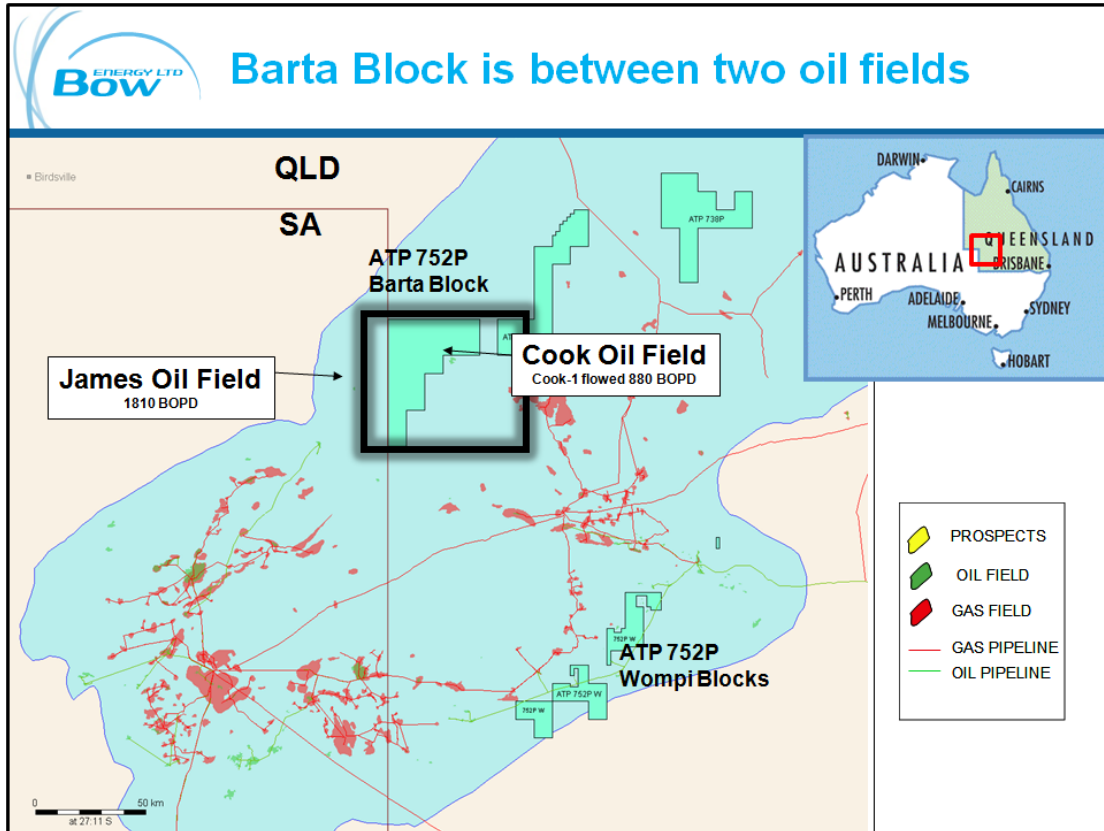 ENERGY LTD
BOW
Barta Block is between two oil fields
Birdsville
QLD
SA
ATP 752P
Barta Block
ATP 738P
James Oil Field
1810 BOPD
Cook Oil Field
Cook-1 flowed 880 BOPD
DARWIN
CAIRNS
QUEENSLAND
AUSTRALIA
BRISBANE
PERTH
ADELAIDE
SYDNEY
MELBOURNE
HOBART
PROSPECTS
OIL FIELD
GAS FIELD
GAS PIPELINE
OIL PIPELINE
752P W
ATP 752P
Wompi Blocks
ATP 752P W
752P W
0 50 km
at 27:11 S